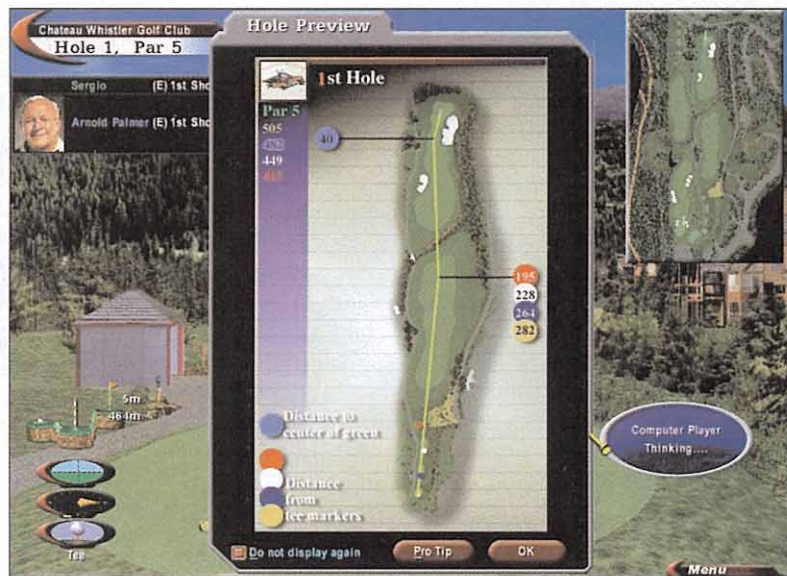 Chateau Whistler Golf Club
Hole 1, Par 5
Sergio (E) 1st Sho
Arnold Palmer (E) 1st Sho
Hole Preview
1st Hole
Par 5
505
449
40
195
228
264
282
Distance to
center of green
Distance
from
tee markers
5m
464m
Tee
Do not display again
Pro Tip
OK
Computer Player
Thinking....
Menu